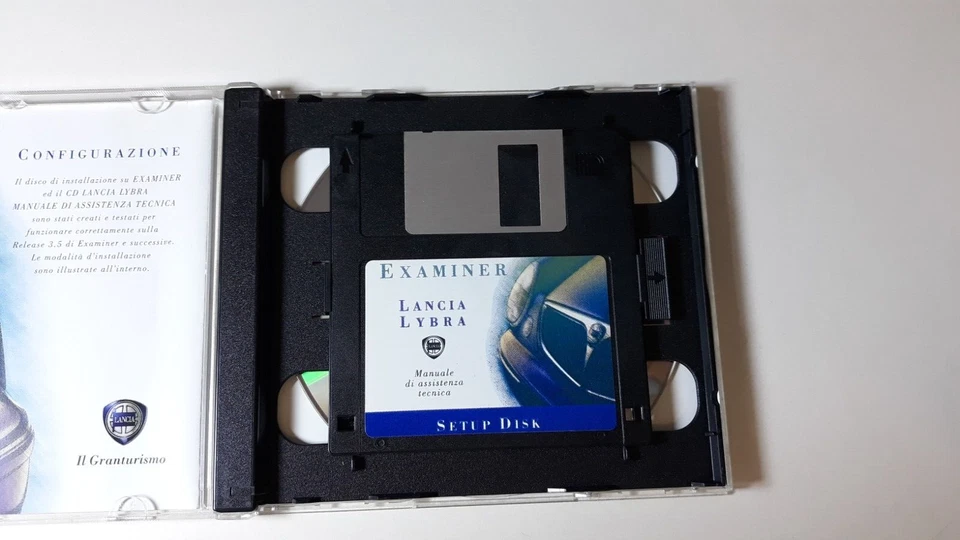 CONFIGURAZIONE
Il disco di installazione su EXAMINER
ed il CD LANCIA LYBRA
MANUALE DI ASSISTENZA TECNICA
sono stati creati e testati per
funzionare correttamente sulla
Release 3.5 di Examiner e successive.
Le modalità d'installazione
sono illustrate all'interno.
LANCIA
Il Granturismo
EXAMINER
LANCIA
LYBRA
LANCIA
Manuale
di assistenza
tecnica
SETUP DISK